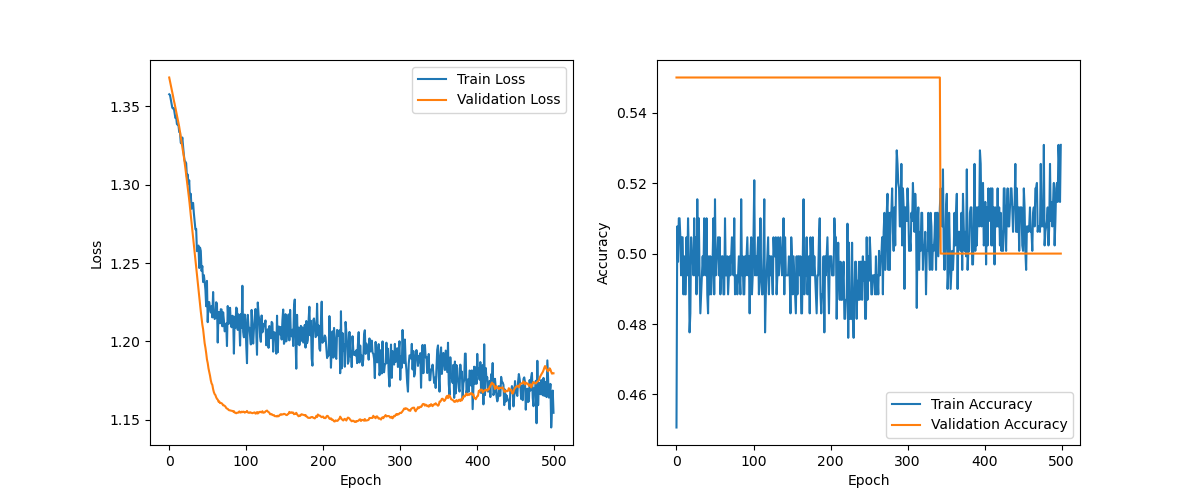 Train Loss
Validation Loss
1.35
1.30
1.25
1.20
1.15
Loss
0
100
200
300
400
500
Epoch
0.54
0.52
0.50
0.48
0.46
Accuracy
Train Accuracy
Validation Accuracy
0
100
200
300
400
500
Epoch